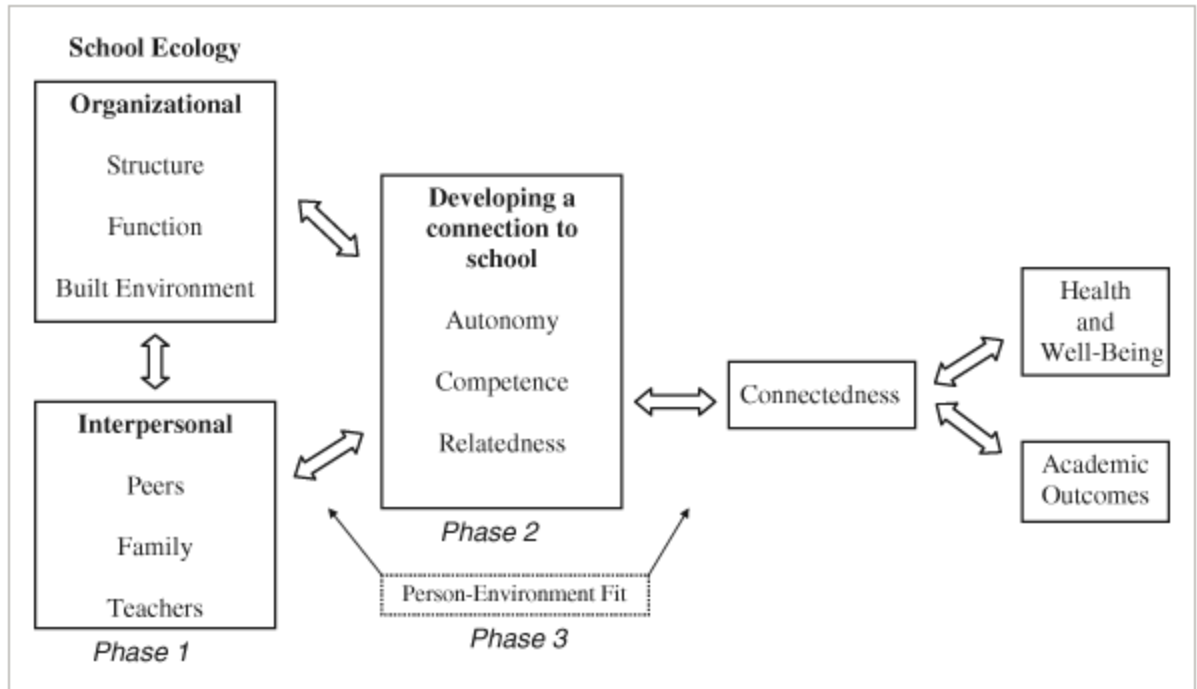 School Ecology
Organizational
Structure
Function
Built Environment
Interpersonal
Peers
Family
Teachers
Phase 1
Developing a
connection to
school
Autonomy
Competence
Relatedness
Phase 2
Person-Environment Fit
Phase 3
Connectedness
Health
and
Well-Being
Academic
Outcomes